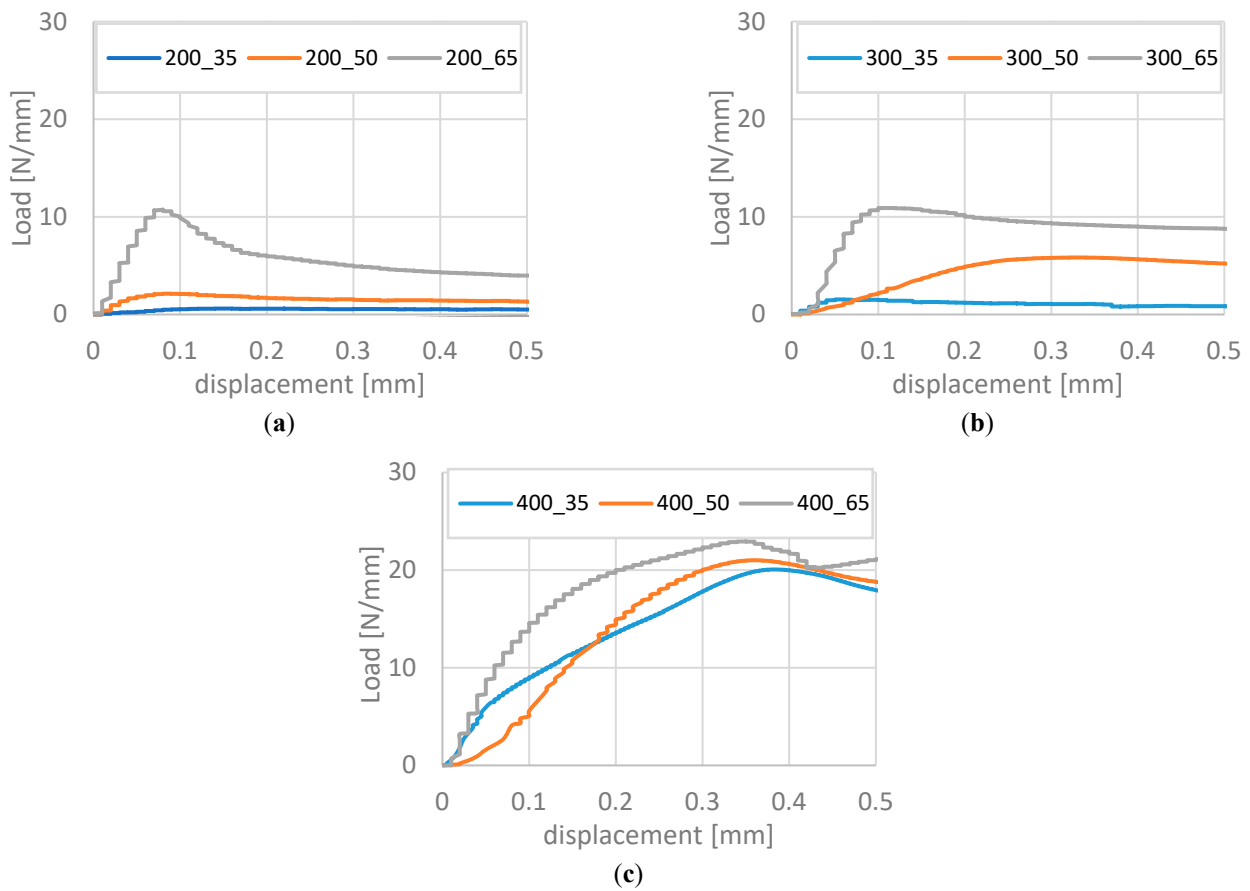 30
20
10
0
Load [N/mm]
200_35 200_50 200_65
0 0.1 0.2 0.3 0.4 0.5
displacement [mm]
(a)
30
20
10
0
Load [N/mm]
300_35 300_50 300_65
0 0.1 0.2 0.3 0.4 0.5
displacement [mm]
(b)
30
20
10
0
Load [N/mm]
400_35 400_50 400_65
0 0.1 0.2 0.3 0.4 0.5
displacement [mm]
(c)